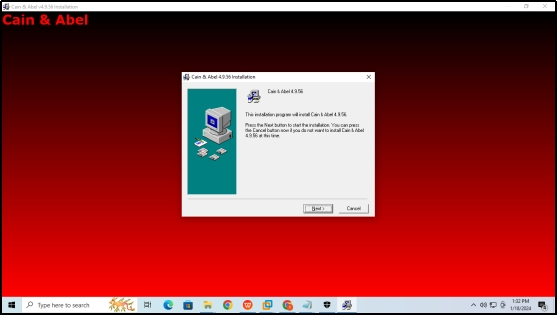 Cain & Abel v4.9.56 Installation
Cain & Abel
Cain & Abel 4.9.56 Installation
Cain & Abel 4.9.56
This installation program will install Cain & Abel 4.9.56.
Press the Next button to start the installation. You can press
the Cancel button now if you do not want to install Cain & Abel
4.9.56 at this time.
Next >
Cancel
Type here to search
1:02 PM
1/18/2024